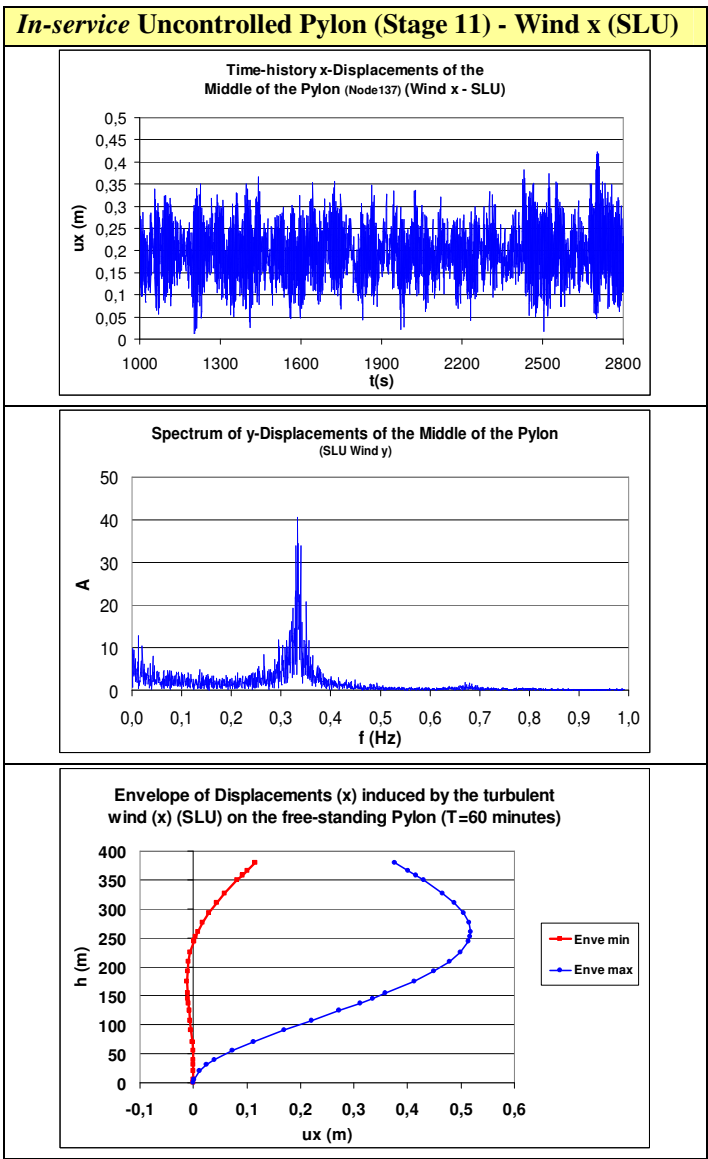 In-service Uncontrolled Pylon (Stage 11) - Wind x (SLU)
Time-history x-Displacements of the
Middle of the Pylon (Node137) (Wind x - SLU)
0,5
0,45
0,4
0,35
0,3
0,25
0,2
0,15
0,1
0,05
0
ux (m)
1000 1300 1600 1900 2200 2500 2800
t(s)
Spectrum of y-Displacements of the Middle of the Pylon
(SLU Wind y)
50
40
30
20
10
0
A
0,0 0,1 0,2 0,3 0,4 0,5 0,6 0,7 0,8 0,9 1,0
f (Hz)
Envelope of Displacements (x) induced by the turbulent
wind (x) (SLU) on the free-standing Pylon (T=60 minutes)
400
350
300
250
200
150
100
50
0
h (m)
-0,1 0 0,1 0,2 0,3 0,4 0,5 0,6
ux (m)
Enve min
Enve max